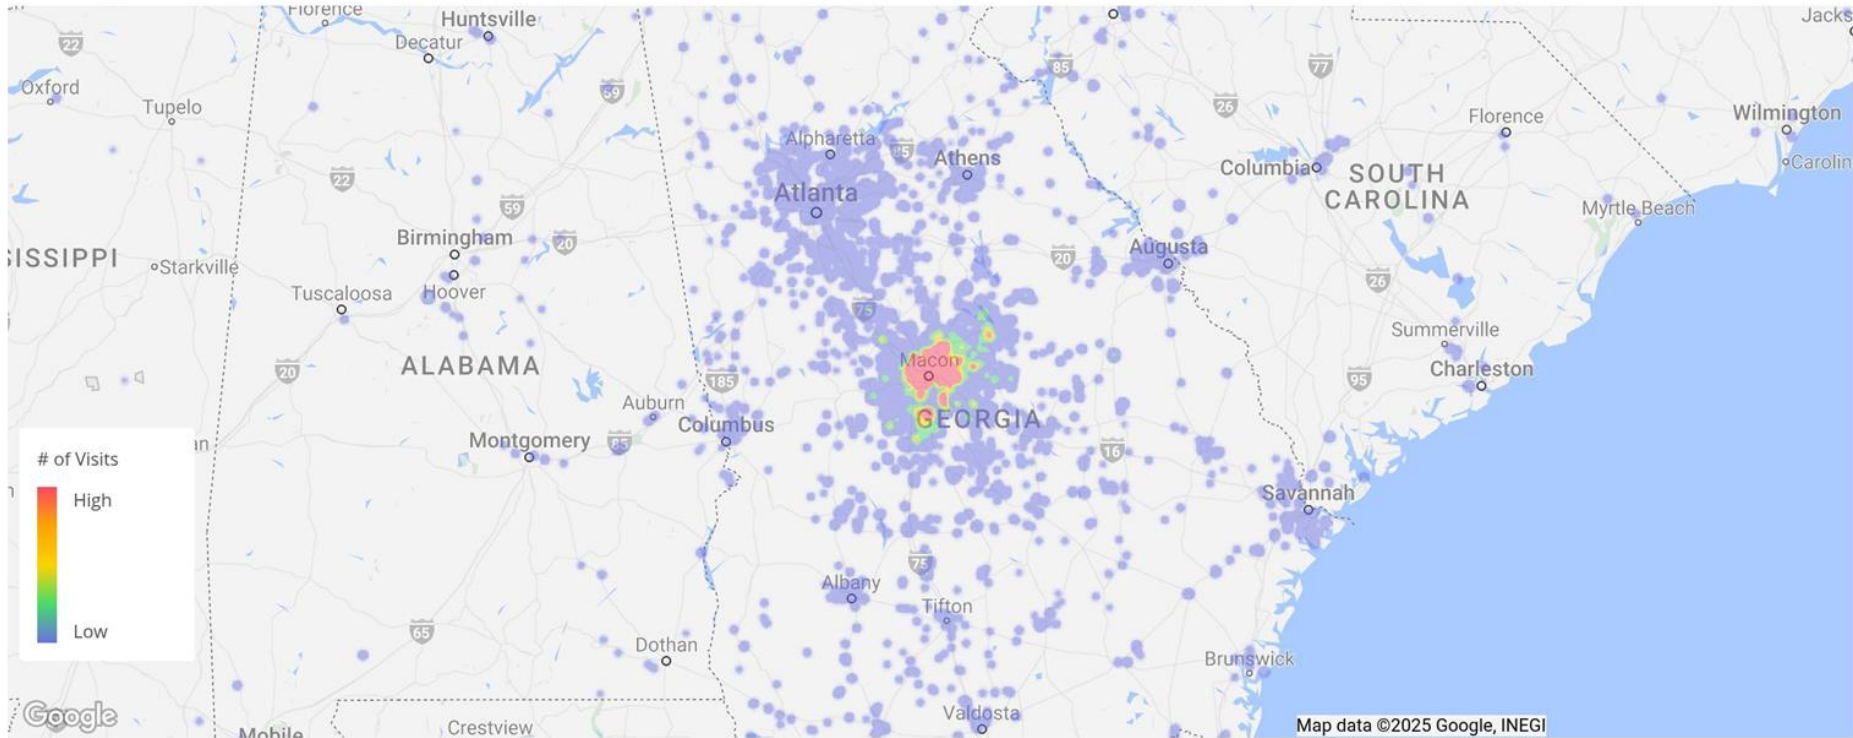 Florence
Huntsville
Decatur
22
85
77
Jacks
Oxford
59
26
Tupelo
Florence
Wilmington
Alpharetta
Athens
Columbia
SOUTH
CAROLINA
Carolin
22
Atlanta
59
Myrtle Beach
Birmingham
20
20
Augusta
SISSIPPI
Starkville
26
Tuscaloosa
Hoover
75
Summerville
ALABAMA
Macon
Charleston
20
185
95
Auburn
Columbus
GEORGIA
Montgomery
85
16
an
# of Visits
High
Low
Savannah
75
Albany
Tifton
65
Dothan
Brunswick
Google
Valdosta
Mobile
Crestview
Map data ©2025 Google, INEGI